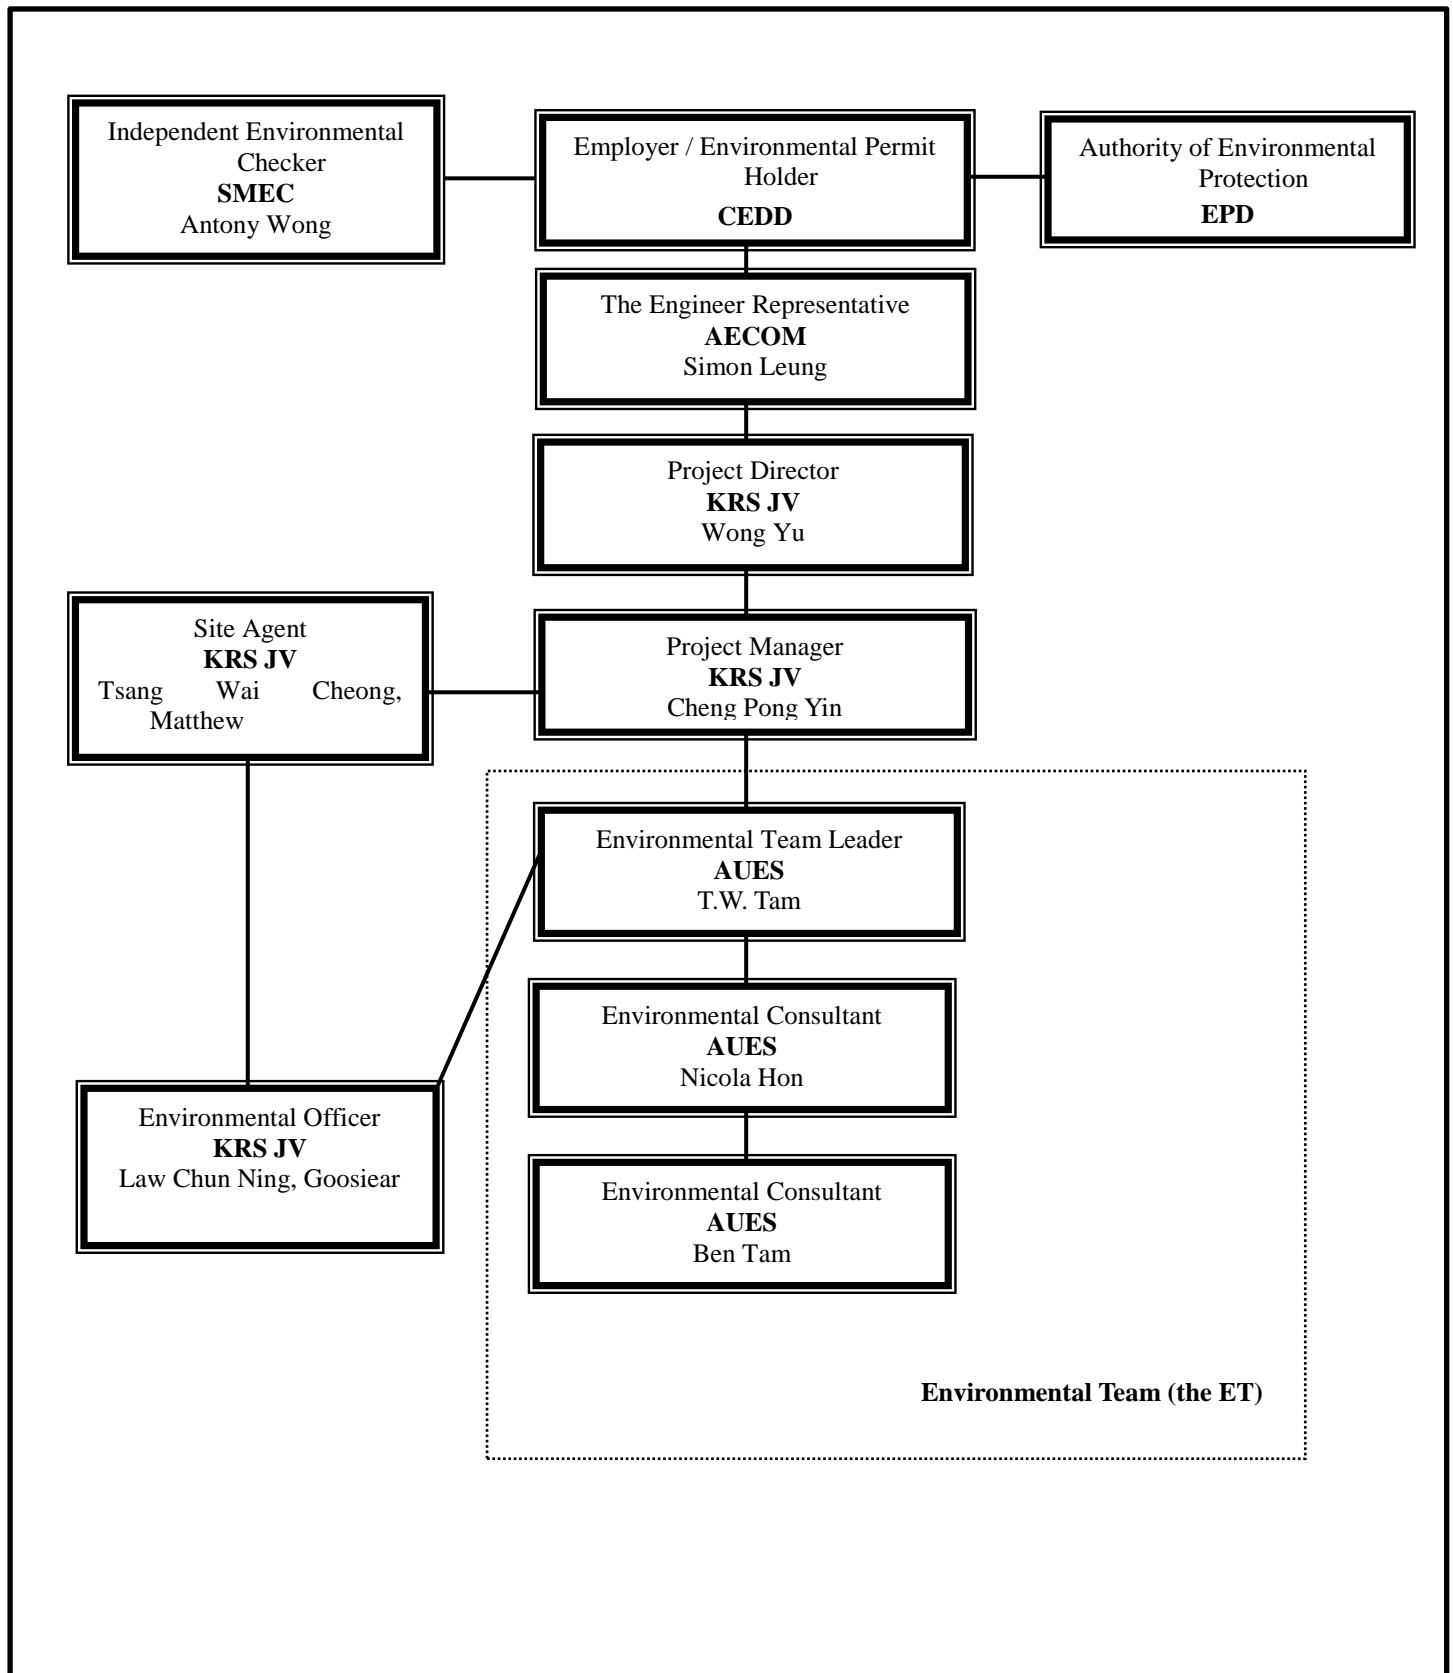 Independent Environmental
Checker
SMEC
Antony Wong
Employer / Environmental Permit
Holder
CEDD
Authority of Environmental
Protection
EPD
The Engineer Representative
AECOM
Simon Leung
Project Director
KRS JV
Wong Yu
Site Agent
KRS JV
Tsang Wai Cheong,
Matthew
Project Manager
KRS JV
Cheng Pong Yin
Environmental Team Leader
AUES
T.W. Tam
Environmental Consultant
AUES
Nicola Hon
Environmental Officer
KRS JV
Law Chun Ning, Goosiear
Environmental Consultant
AUES
Ben Tam
Environmental Team (the ET)